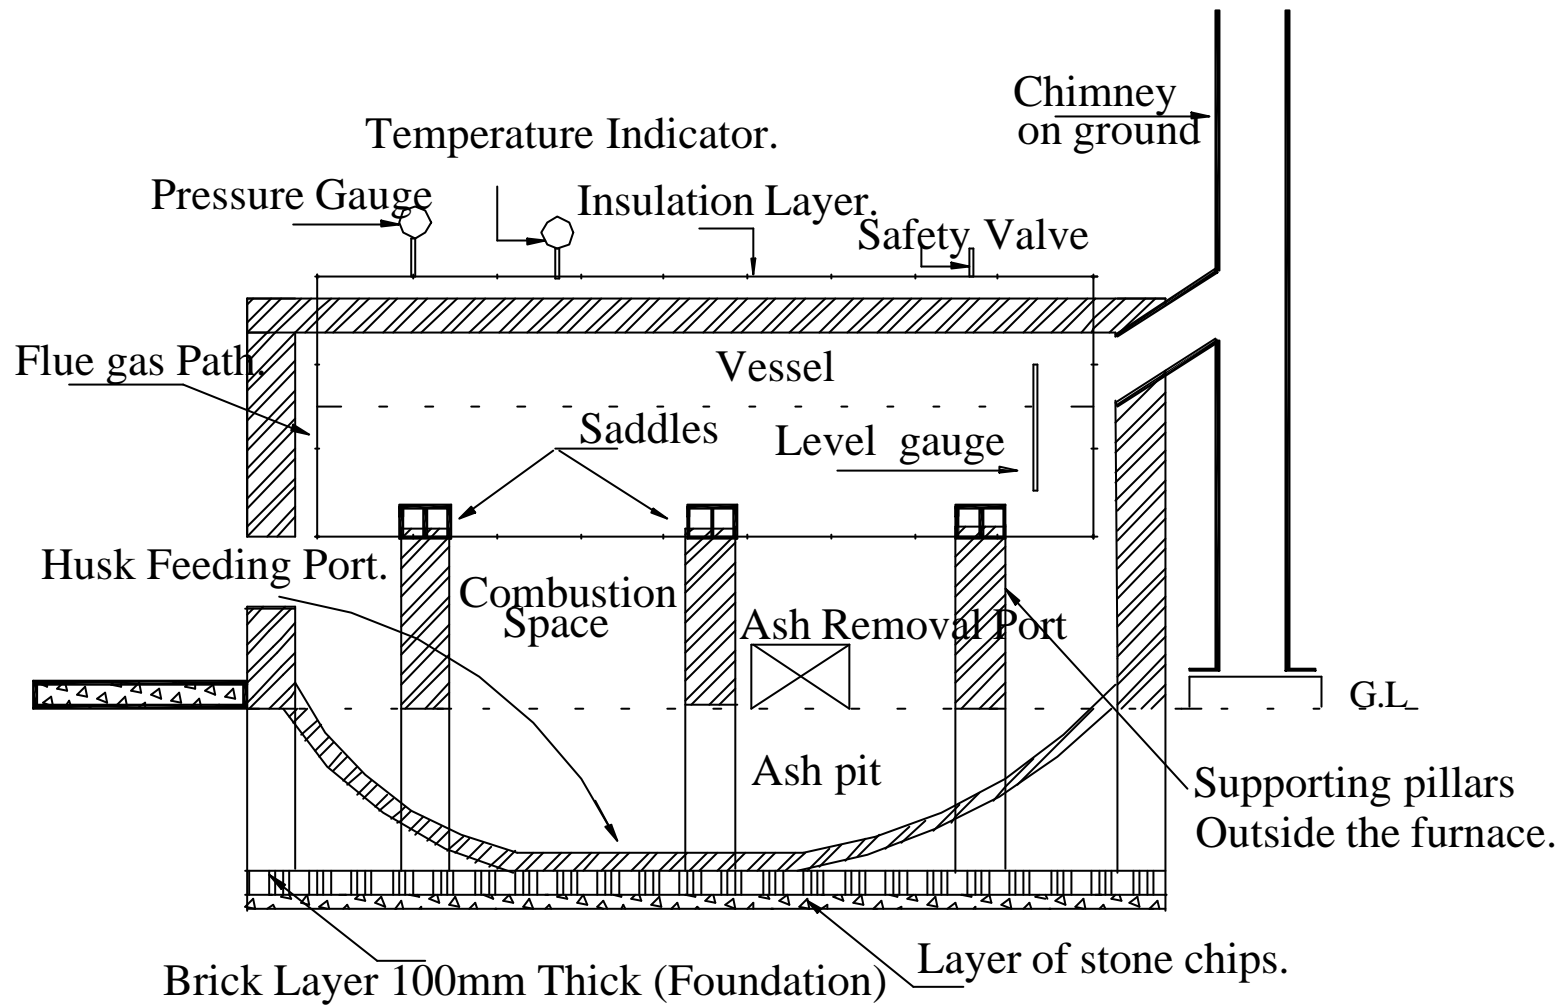 Chimney
on ground
Temperature Indicator.
Pressure Gauge
Insulation Layer.
Safety Valve
Flue gas Path.
Vessel
Saddles
Level gauge
Husk Feeding Port.
Combustion
Space
Ash Removal Port
G.L
Ash pit
Supporting pillars
Outside the furnace.
Layer of stone chips.
Brick Layer 100mm Thick (Foundation)